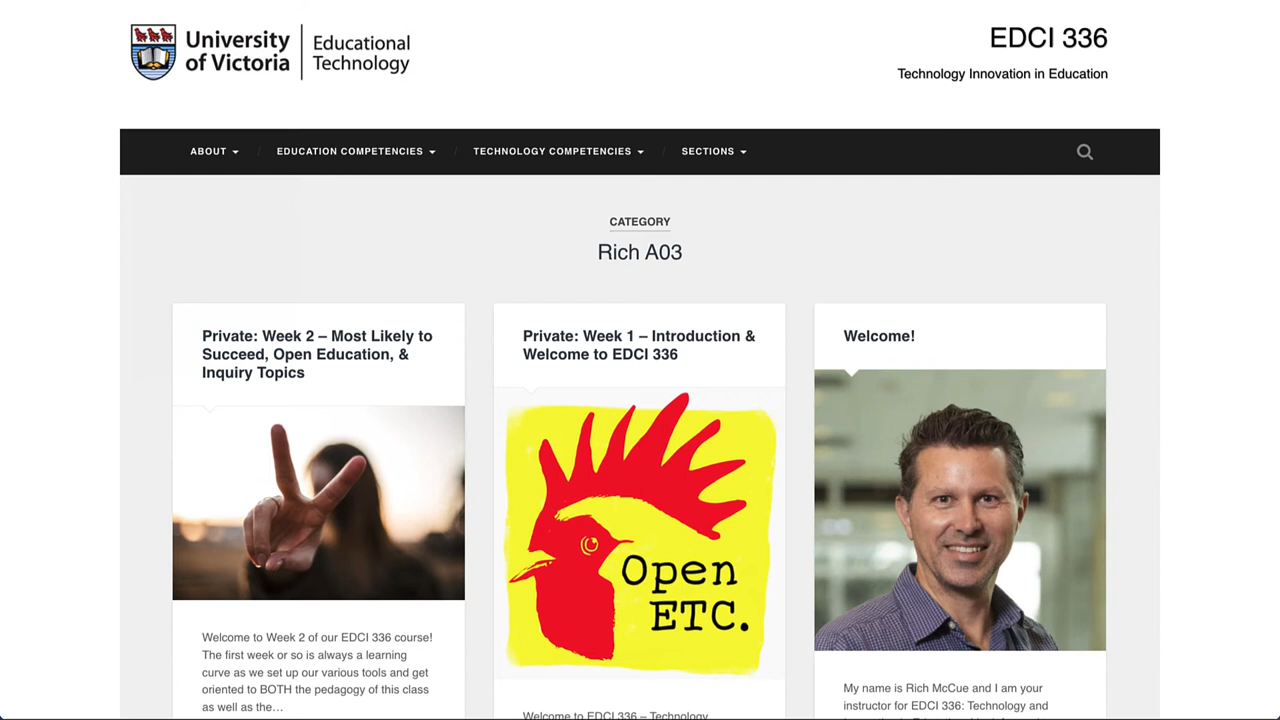 University
of Victoria
Educational
Technology
EDCI 336
Technology Innovation in Education
ABOUT / EDUCATION COMPETENCIES / TECHNOLOGY COMPETENCIES / SECTIONS
CATEGORY
Rich A03
Private: Week 2 – Most Likely to
Succeed, Open Education, &
Inquiry Topics
Welcome to Week 2 of our EDCI 336 course!
The first week or so is always a learning
curve as we set up our various tools and get
oriented to BOTH the pedagogy of this class
as well as the…
Private: Week 1 – Introduction &
Welcome to EDCI 336
Open
ETC.
Welcome to EDCI 336 – Technology
Welcome!
My name is Rich McCue and I am your
instructor for EDCI 336: Technology and